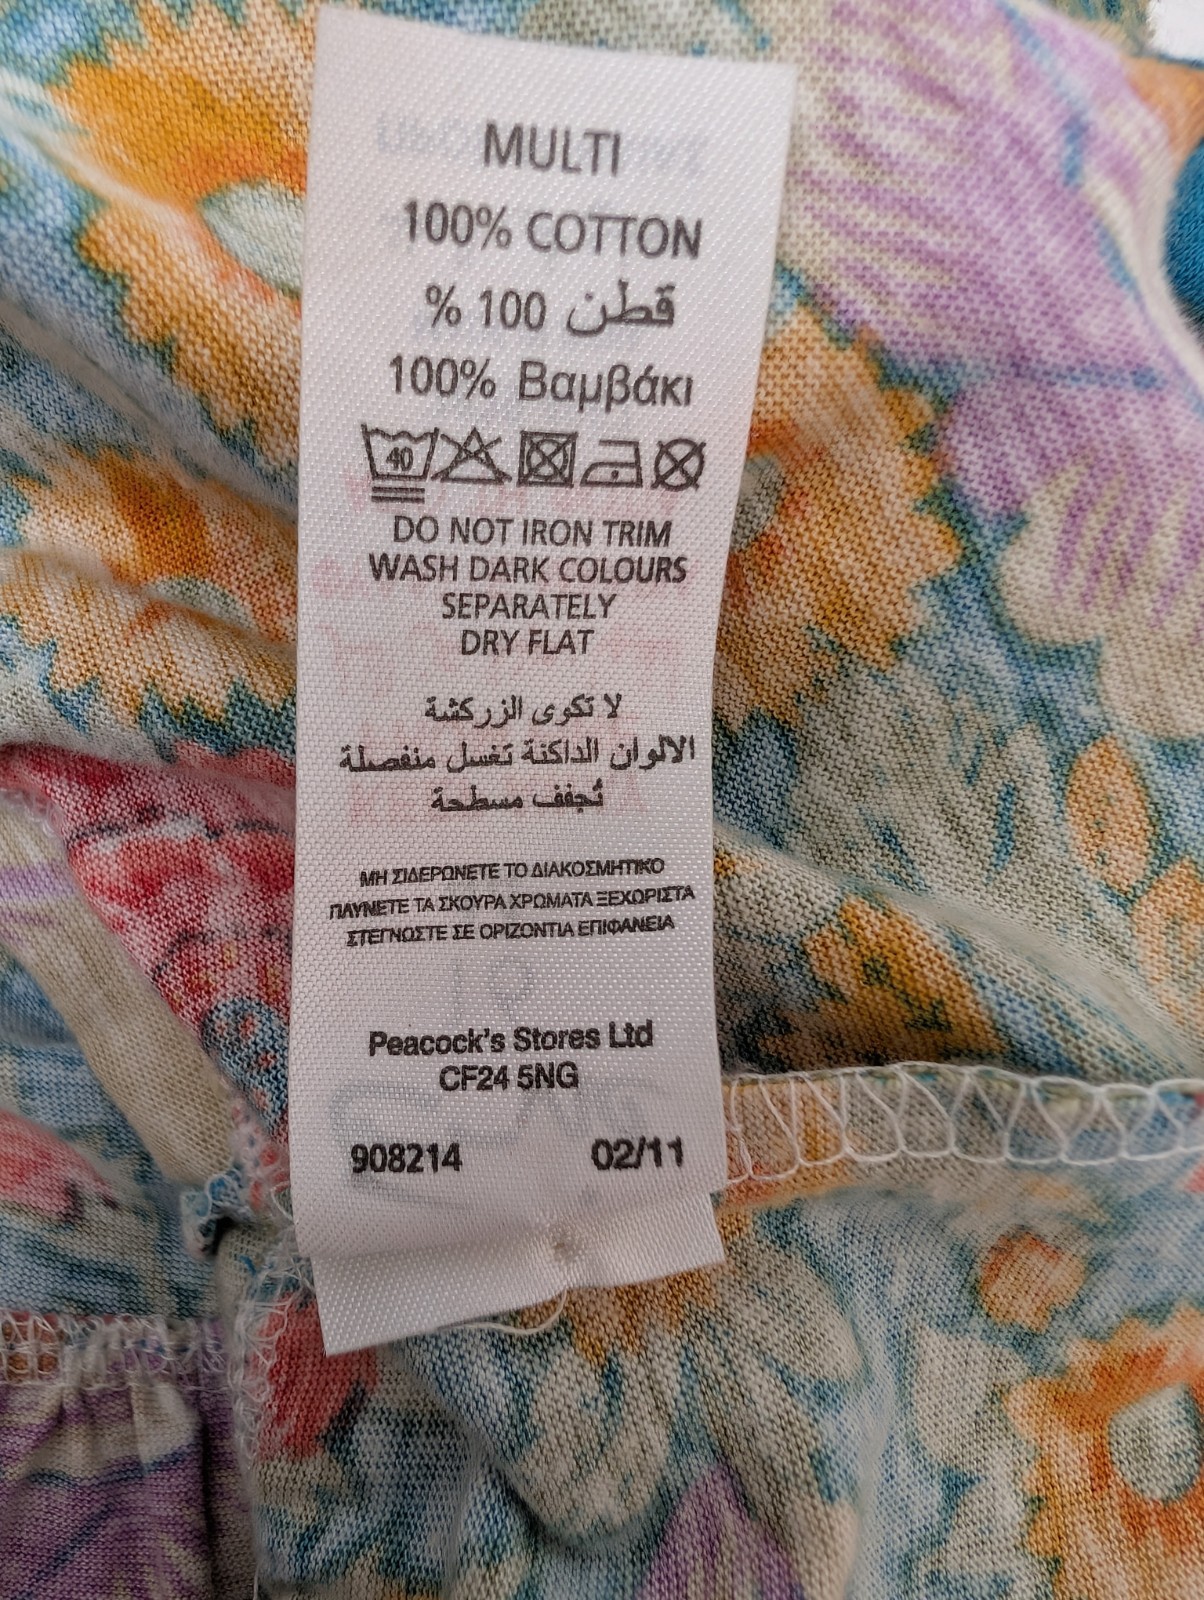 MULTI
100% COTTON
قطن 100 %
100% Βαμβάκι
40
DO NOT IRON TRIM
WASH DARK COLOURS
SEPARATELY
DRY FLAT
لا تكوى الزركشة
الالوان الداكنة تغسل منفصلة
تُجفف مسطحة
ΜΗ ΣΙΔΕΡΩΝΕΤΕ ΤΟ ΔΙΑΚΟΣΜΗΤΙΚΟ
ΠΛΥΝΕΤΕ ΤΑ ΣΚΟΥΡΑ ΧΡΩΜΑΤΑ ΞΕΧΩΡΙΣΤΑ
ΣΤΕΓΝΩΣΤΕ ΣΕ ΟΡΙΖΟΝΤΙΑ ΕΠΙΦΑΝΕΙΑ
Peacock's Stores Ltd
CF24 5NG
908214 02/11